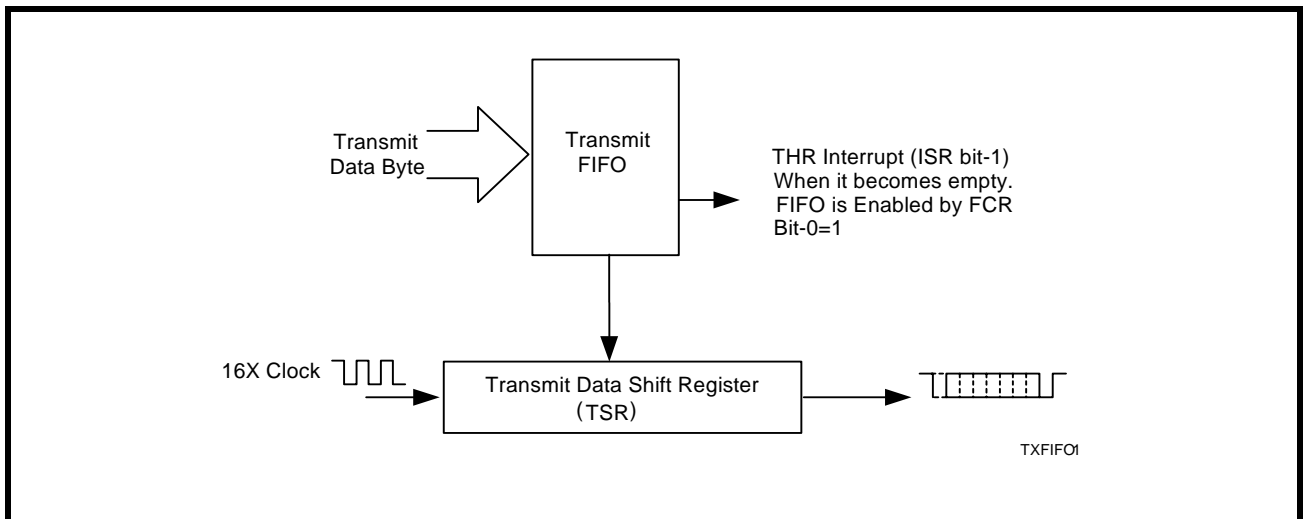 Transmit
Data Byte
Transmit
FIFO
THR Interrupt (ISR bit-1)
When it becomes empty.
FIFO is Enabled by FCR
Bit-0=1
16X Clock
Transmit Data Shift Register
(TSR)
TXFIFO1